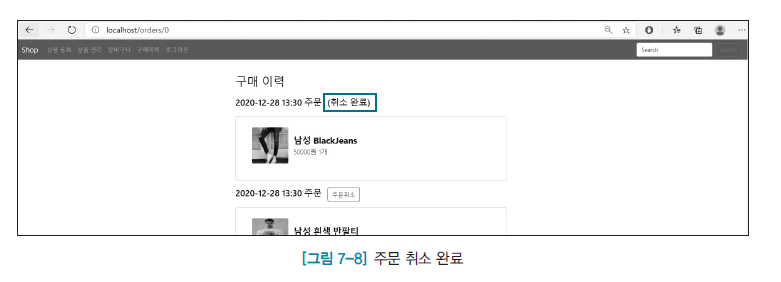 localhost/orders/0
Shop 상품 등록 상품 관리 장바구니 구매이력 로그아웃 Search Search
구매 이력
2020-12-28 13:30 주문 (취소 완료)
남성 BlackJeans
50000원 1개
2020-12-28 13:30 주문 주문취소
남성 흰색 반팔티
[그림 7-8] 주문 취소 완료